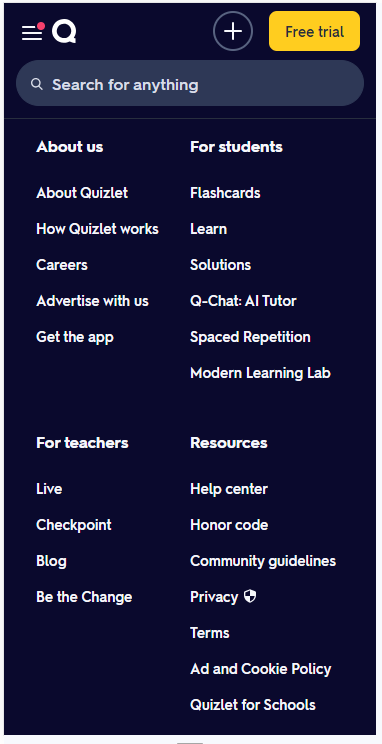 Free trial
Search for anything
About us
About Quizlet
How Quizlet works
Careers
Advertise with us
Get the app
For students
Flashcards
Learn
Solutions
Q-Chat: AI Tutor
Spaced Repetition
Modern Learning Lab
For teachers
Live
Checkpoint
Blog
Be the Change
Resources
Help center
Honor code
Community guidelines
Privacy
Terms
Ad and Cookie Policy
Quizlet for Schools